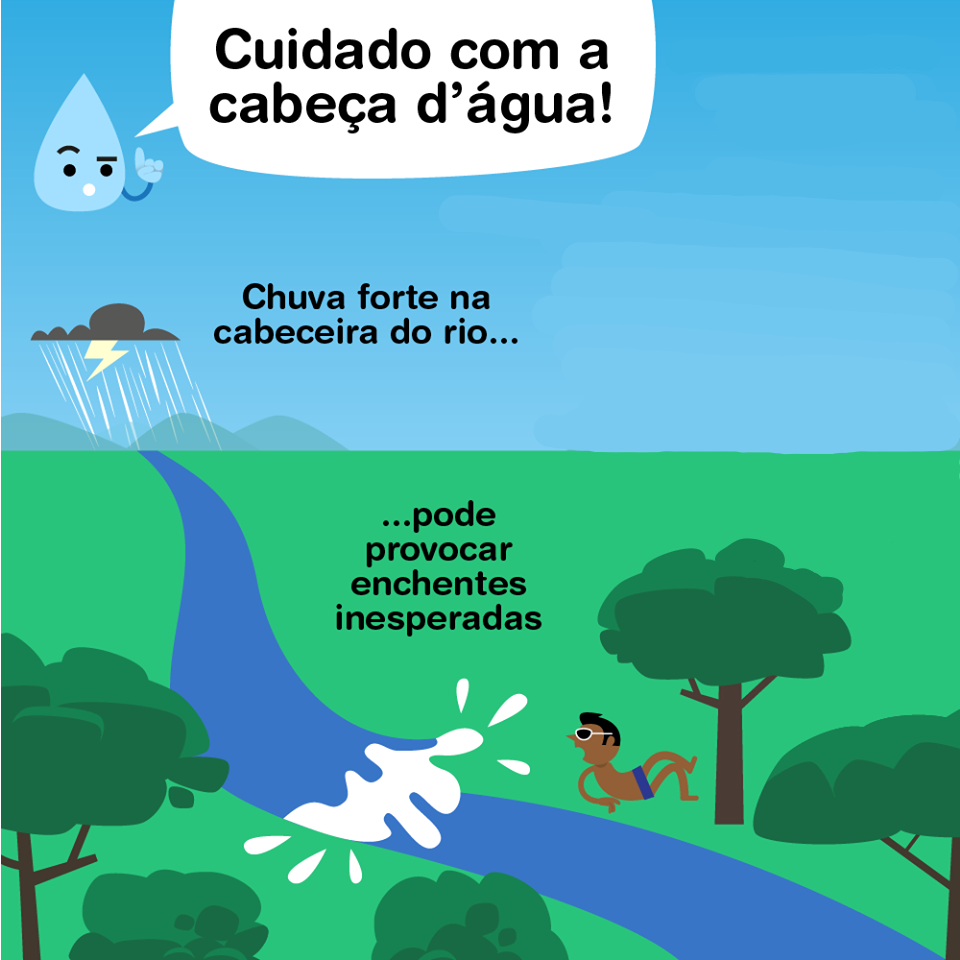 Cuidado com a
cabeça d’água!
Chuva forte na
cabeceira do rio...
...pode
provocar
enchentes
inesperadas